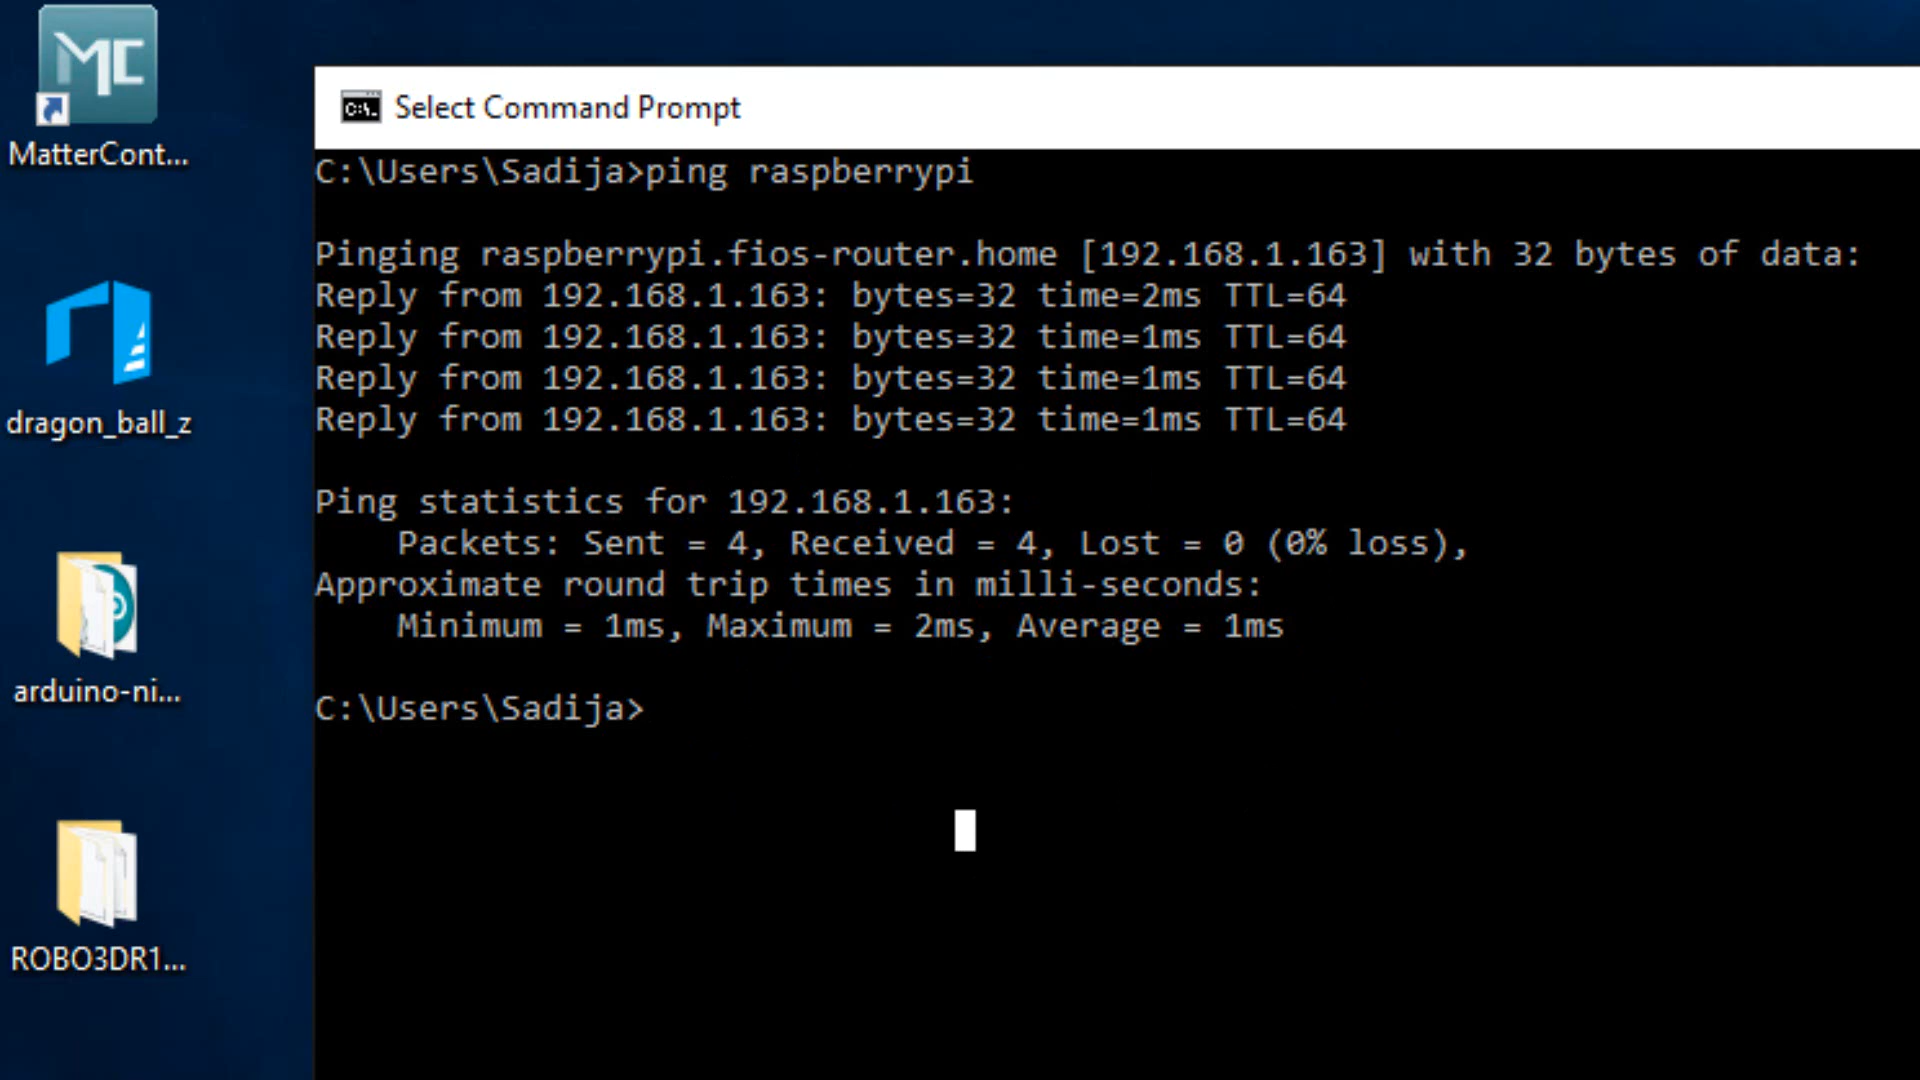 MC
MatterCont...
dragon_ball_z
arduino-ni...
ROBO3DR1...
C:\. Select Command Prompt
C:\Users\Sadija>ping raspberrypi
Pinging raspberrypi.fios-router.home [192.168.1.163] with 32 bytes of data:
Reply from 192.168.1.163: bytes=32 time=2ms TTL=64
Reply from 192.168.1.163: bytes=32 time=1ms TTL=64
Reply from 192.168.1.163: bytes=32 time=1ms TTL=64
Reply from 192.168.1.163: bytes=32 time=1ms TTL=64
Ping statistics for 192.168.1.163:
Packets: Sent = 4, Received = 4, Lost = 0 (0% loss),
Approximate round trip times in milli-seconds:
Minimum = 1ms, Maximum = 2ms, Average = 1ms
C:\Users\Sadija>